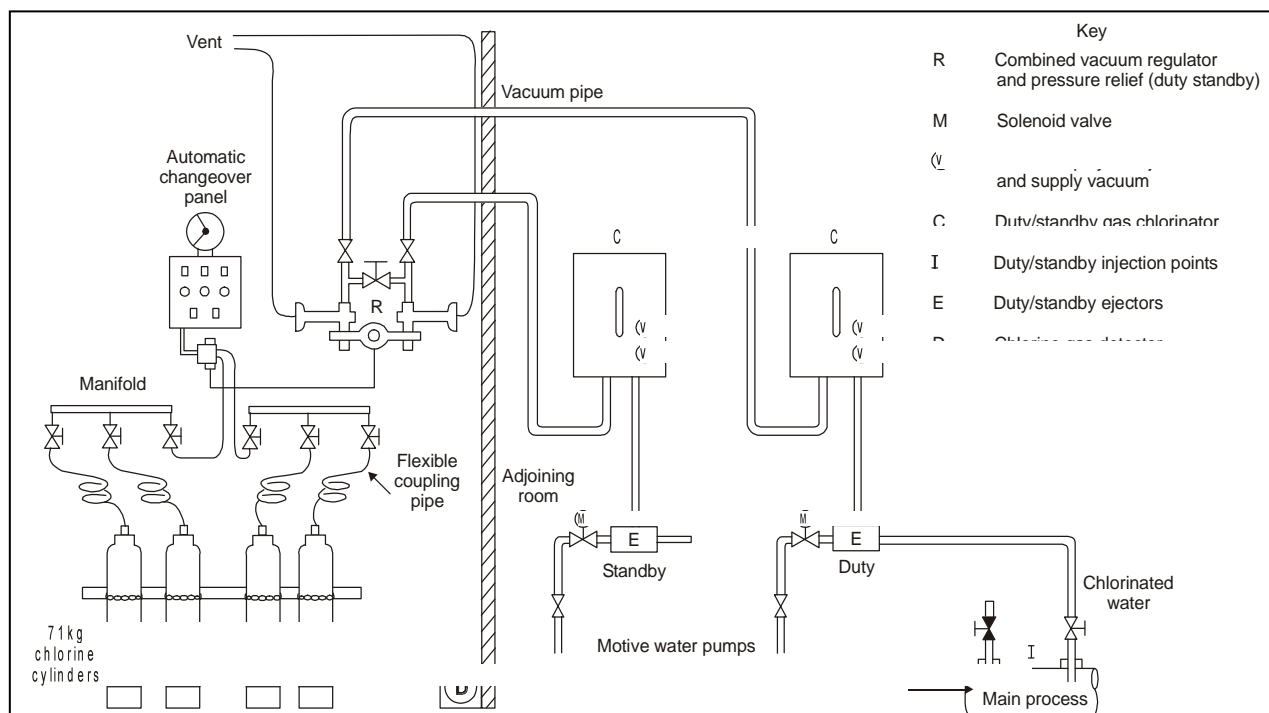 Vent
Vacuum pipe
Automatic
changeover
panel
R
Manifold
Flexible
coupling
pipe
Adjoining
room
C
C
(V
(V
(V
(V
M
E
Standby
M
E
Duty
Chlorinated
water
Motive water pumps
71kg
chlorine
cylinders
I
Main process
Key
R Combined vacuum regulator
and pressure relief (duty standby)
M Solenoid valve
(V
and supply vacuum
C Duty/standby gas chlorinator
I Duty/standby injection points
E Duty/standby ejectors